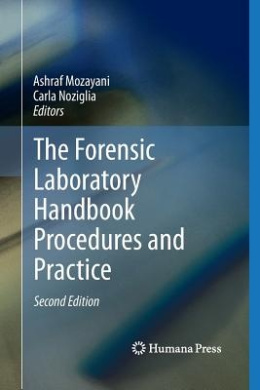 Ashraf Mozayani
Carla Noziglia
Editors
The Forensic
Laboratory
Handbook
Procedures and
Practice
Second Edition
Humana Press